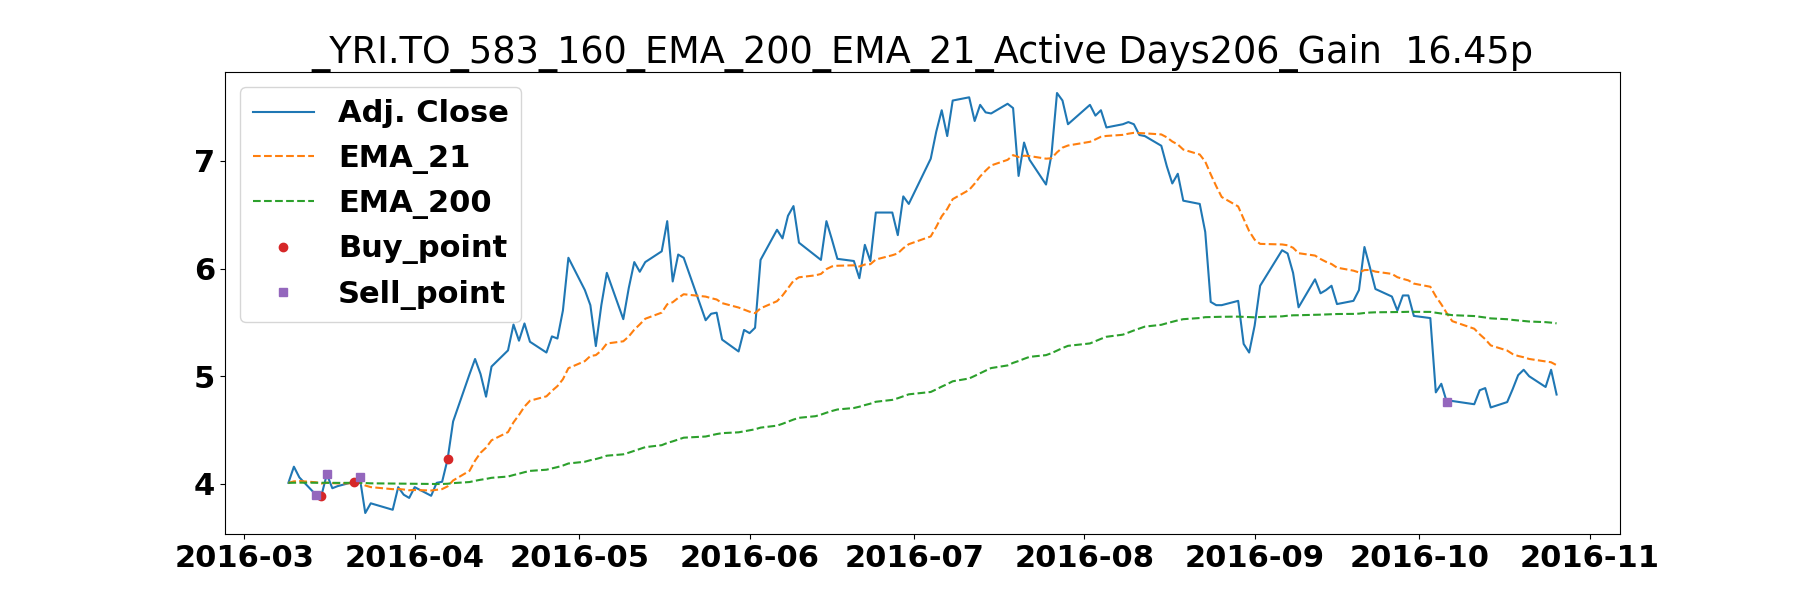 _YRI.TO_583_160_EMA_200_EMA_21_Active Days206_Gain  16.45p
Adj. Close
EMA_21
EMA_200
Buy_point
Sell_point
7
6
5
4
2016-03 2016-04 2016-05 2016-06 2016-07 2016-08 2016-09 2016-10 2016-11